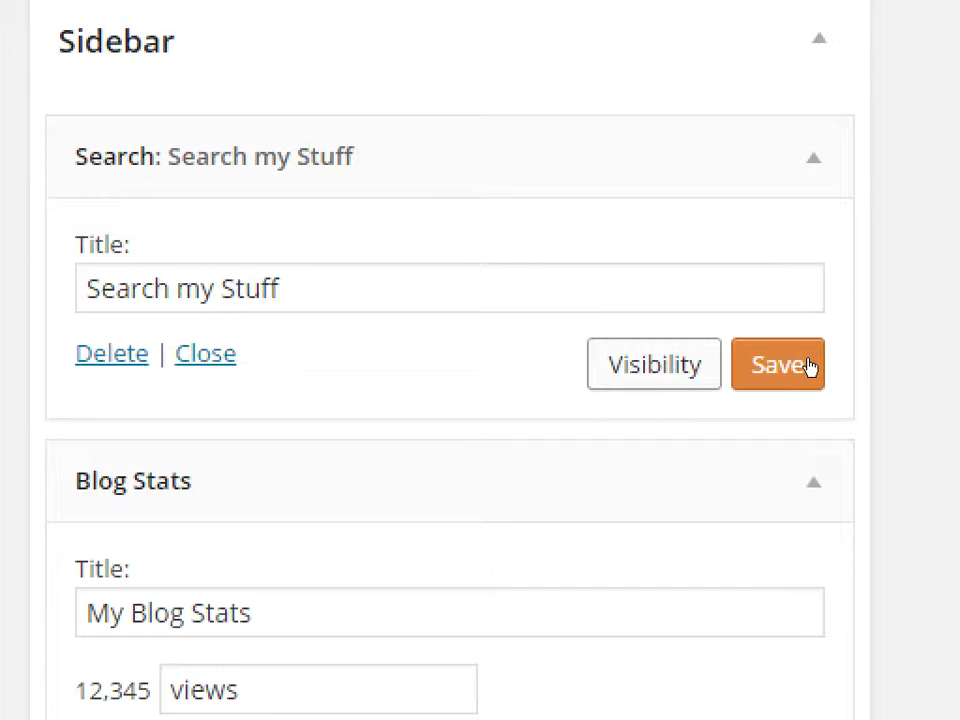 Sidebar
Search: Search my Stuff
Title:
Search my Stuff
Delete | Close
Visibility
Save
Blog Stats
Title:
My Blog Stats
12,345 views